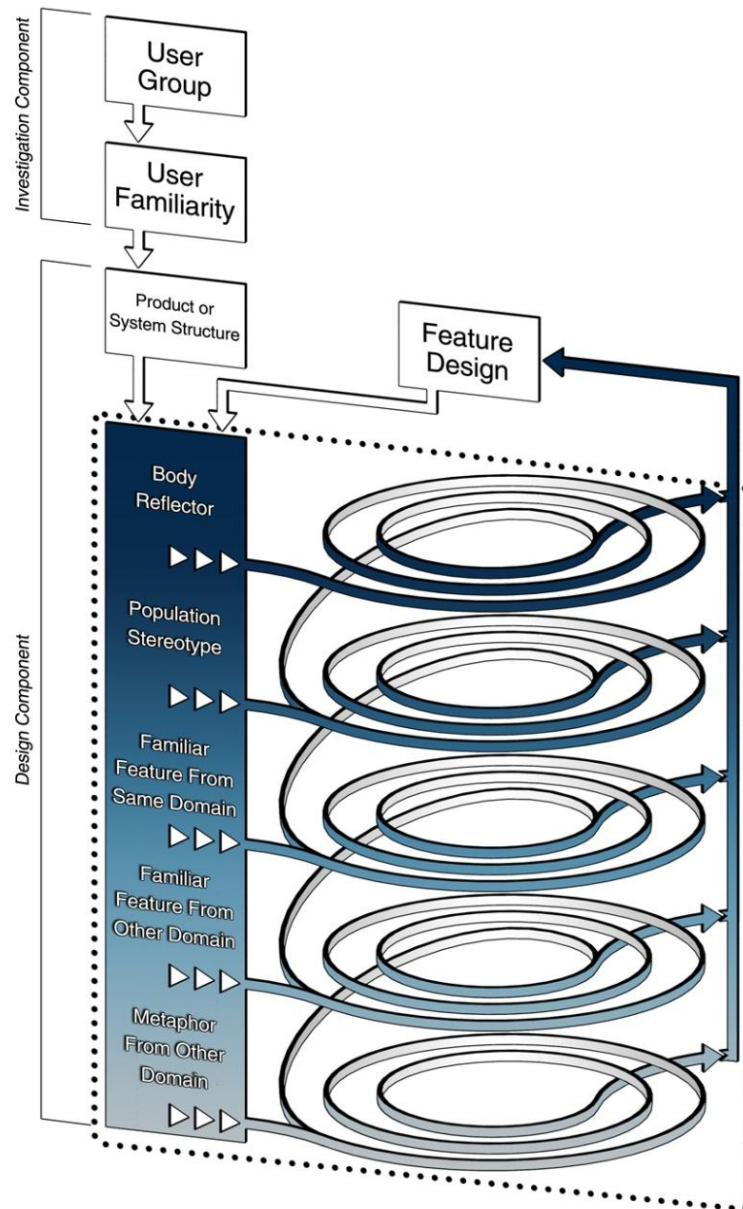 Investigation Component
User
Group
User
Familiarity
Design Component
Product or
System Structure
Feature
Design
Body
Reflector
Population
Stereotype
Familiar
Feature From
Same Domain
Familiar
Feature From
Other Domain
Metaphor
From Other
Domain